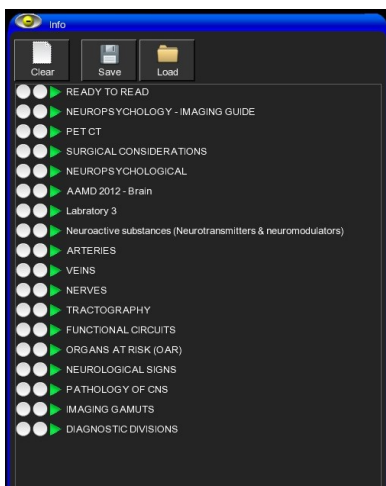 Info
Clear Save Load
READY TO READ
NEUROPSYCHOLOGY - IMAGING GUIDE
PET CT
SURGICAL CONSIDERATIONS
NEUROPSYCHOLOGICAL
AAMD 2012 - Brain
Labratory 3
Neuroactive substances (Neurotransmitters & neuromodulators)
ARTERIES
VEINS
NERVES
TRACTOGRAPHY
FUNCTIONAL CIRCUITS
ORGANS AT RISK (OAR)
NEUROLOGICAL SIGNS
PATHOLOGY OF CNS
IMAGING GAMUTS
DIAGNOSTIC DIVISIONS